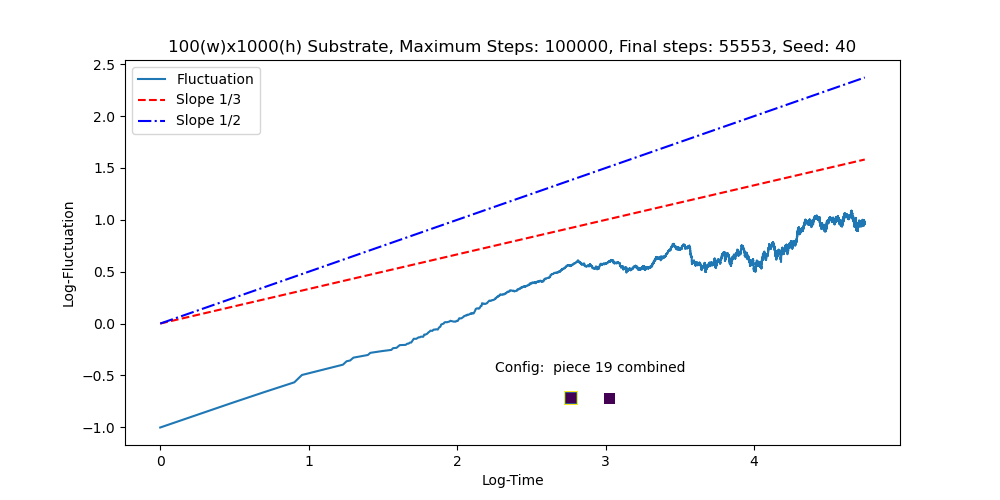 100(w)x1000(h) Substrate, Maximum Steps: 100000, Final steps: 55553, Seed: 40
Fluctuation
Slope 1/3
Slope 1/2
2.5
2.0
1.5
1.0
0.5
0.0
−0.5
−1.0
Log-Fluctuation
Config:  piece 19 combined
0 1 2 3 4
Log-Time